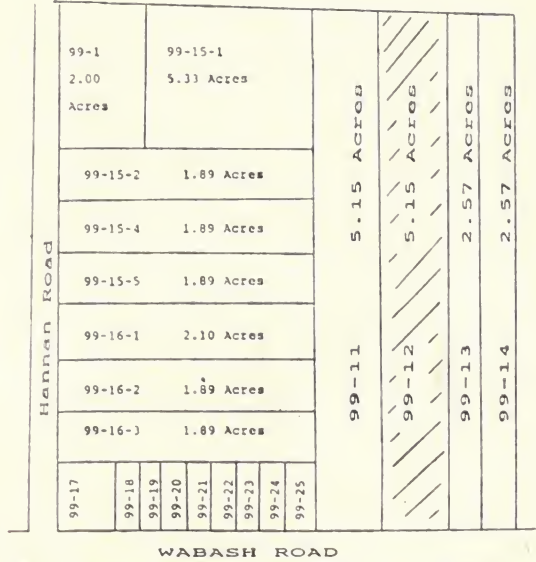 99-1
2.00
Acres
99-15-1
5.33 Acres
99-15-2 1.89 Acres
99-15-4 1.89 Acres
99-15-5 1.89 Acres
99-16-1 2.10 Acres
99-16-2 1.89 Acres
99-16-3 1.89 Acres
99-17
99-18
99-19
99-20
99-21
99-22
99-23
99-24
99-25
99-11 5.15 Acres
99-12 5.15 Acres
99-13 2.57 Acres
99-14 2.57 Acres
Hannan Road
WABASH ROAD